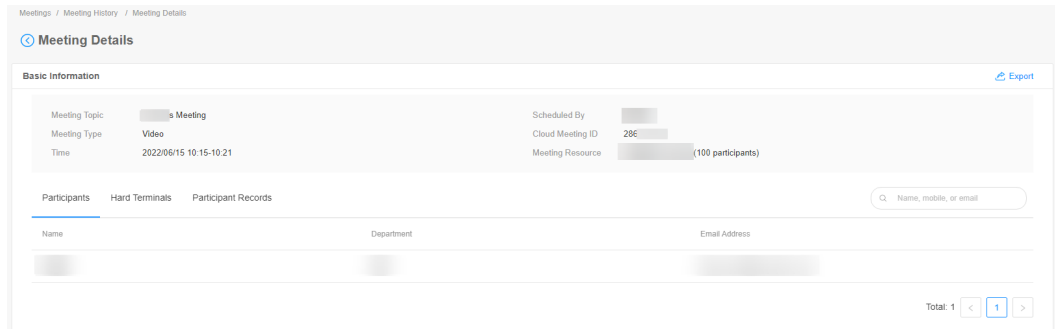 Meetings / Meeting History / Meeting Details
Meeting Details
Basic Information
Export
Meeting Topic s Meeting Scheduled By
Meeting Type Video Cloud Meeting ID 286
Time 2022/06/15 10:15-10:21 Meeting Resource (100 participants)
Participants Hard Terminals Participant Records Name, mobile, or email
Name Department Email Address
Total: 1 < 1 >